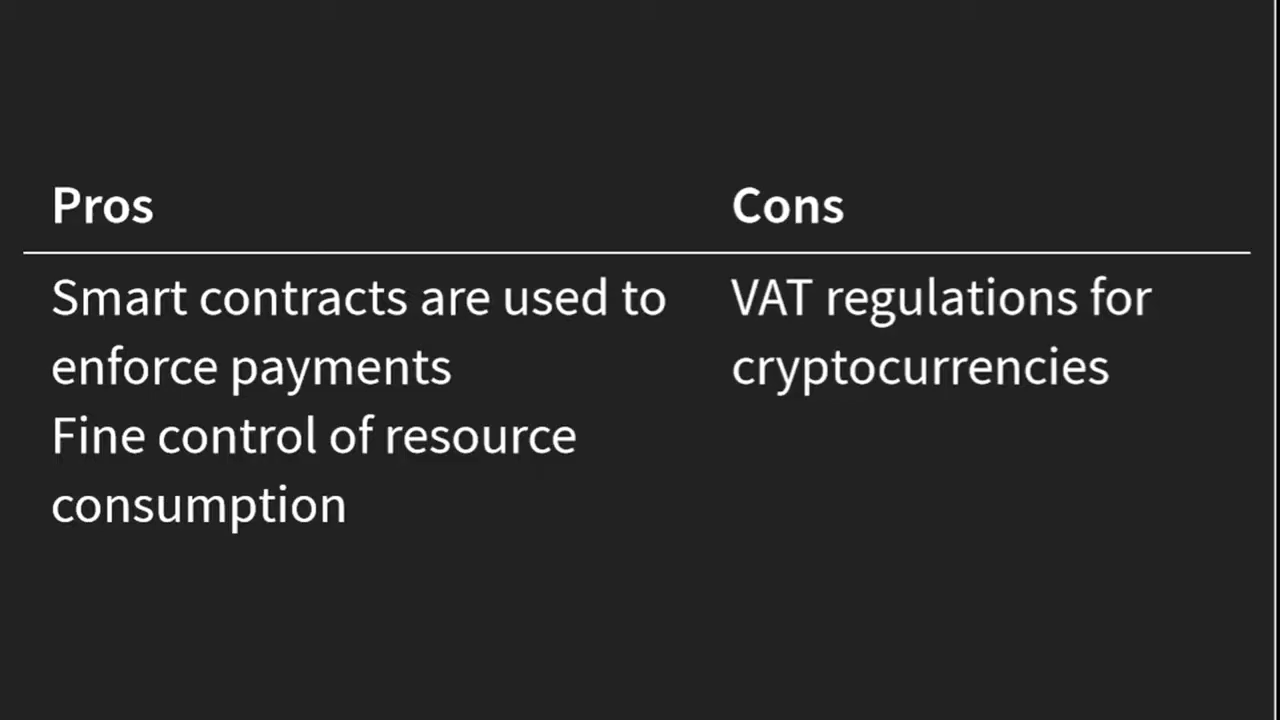 Pros
Cons
Smart contracts are used to
enforce payments
Fine control of resource
consumption
VAT regulations for
cryptocurrencies